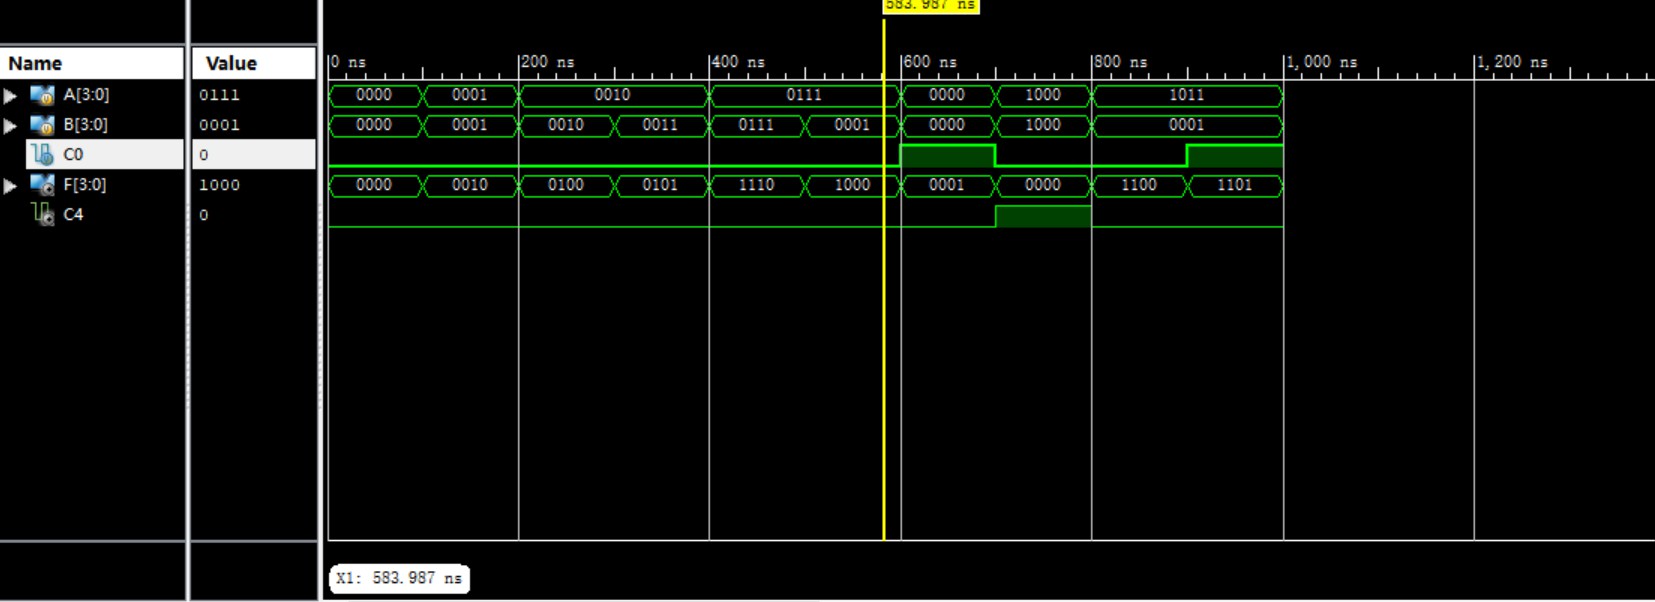 583.987 ns
Name Value 0 ns 200 ns 400 ns 600 ns 800 ns 1,000 ns 1,200 ns
A[3:0] 0111 0000 0001 0010 0111 0000 1000 1011
B[3:0] 0001 0000 0001 0010 0011 0111 0001 0000 1000 0001
C0 0
F[3:0] 1000 0000 0010 0100 0101 1110 1000 0001 0000 1100 1101
C4 0
X1: 583.987 ns